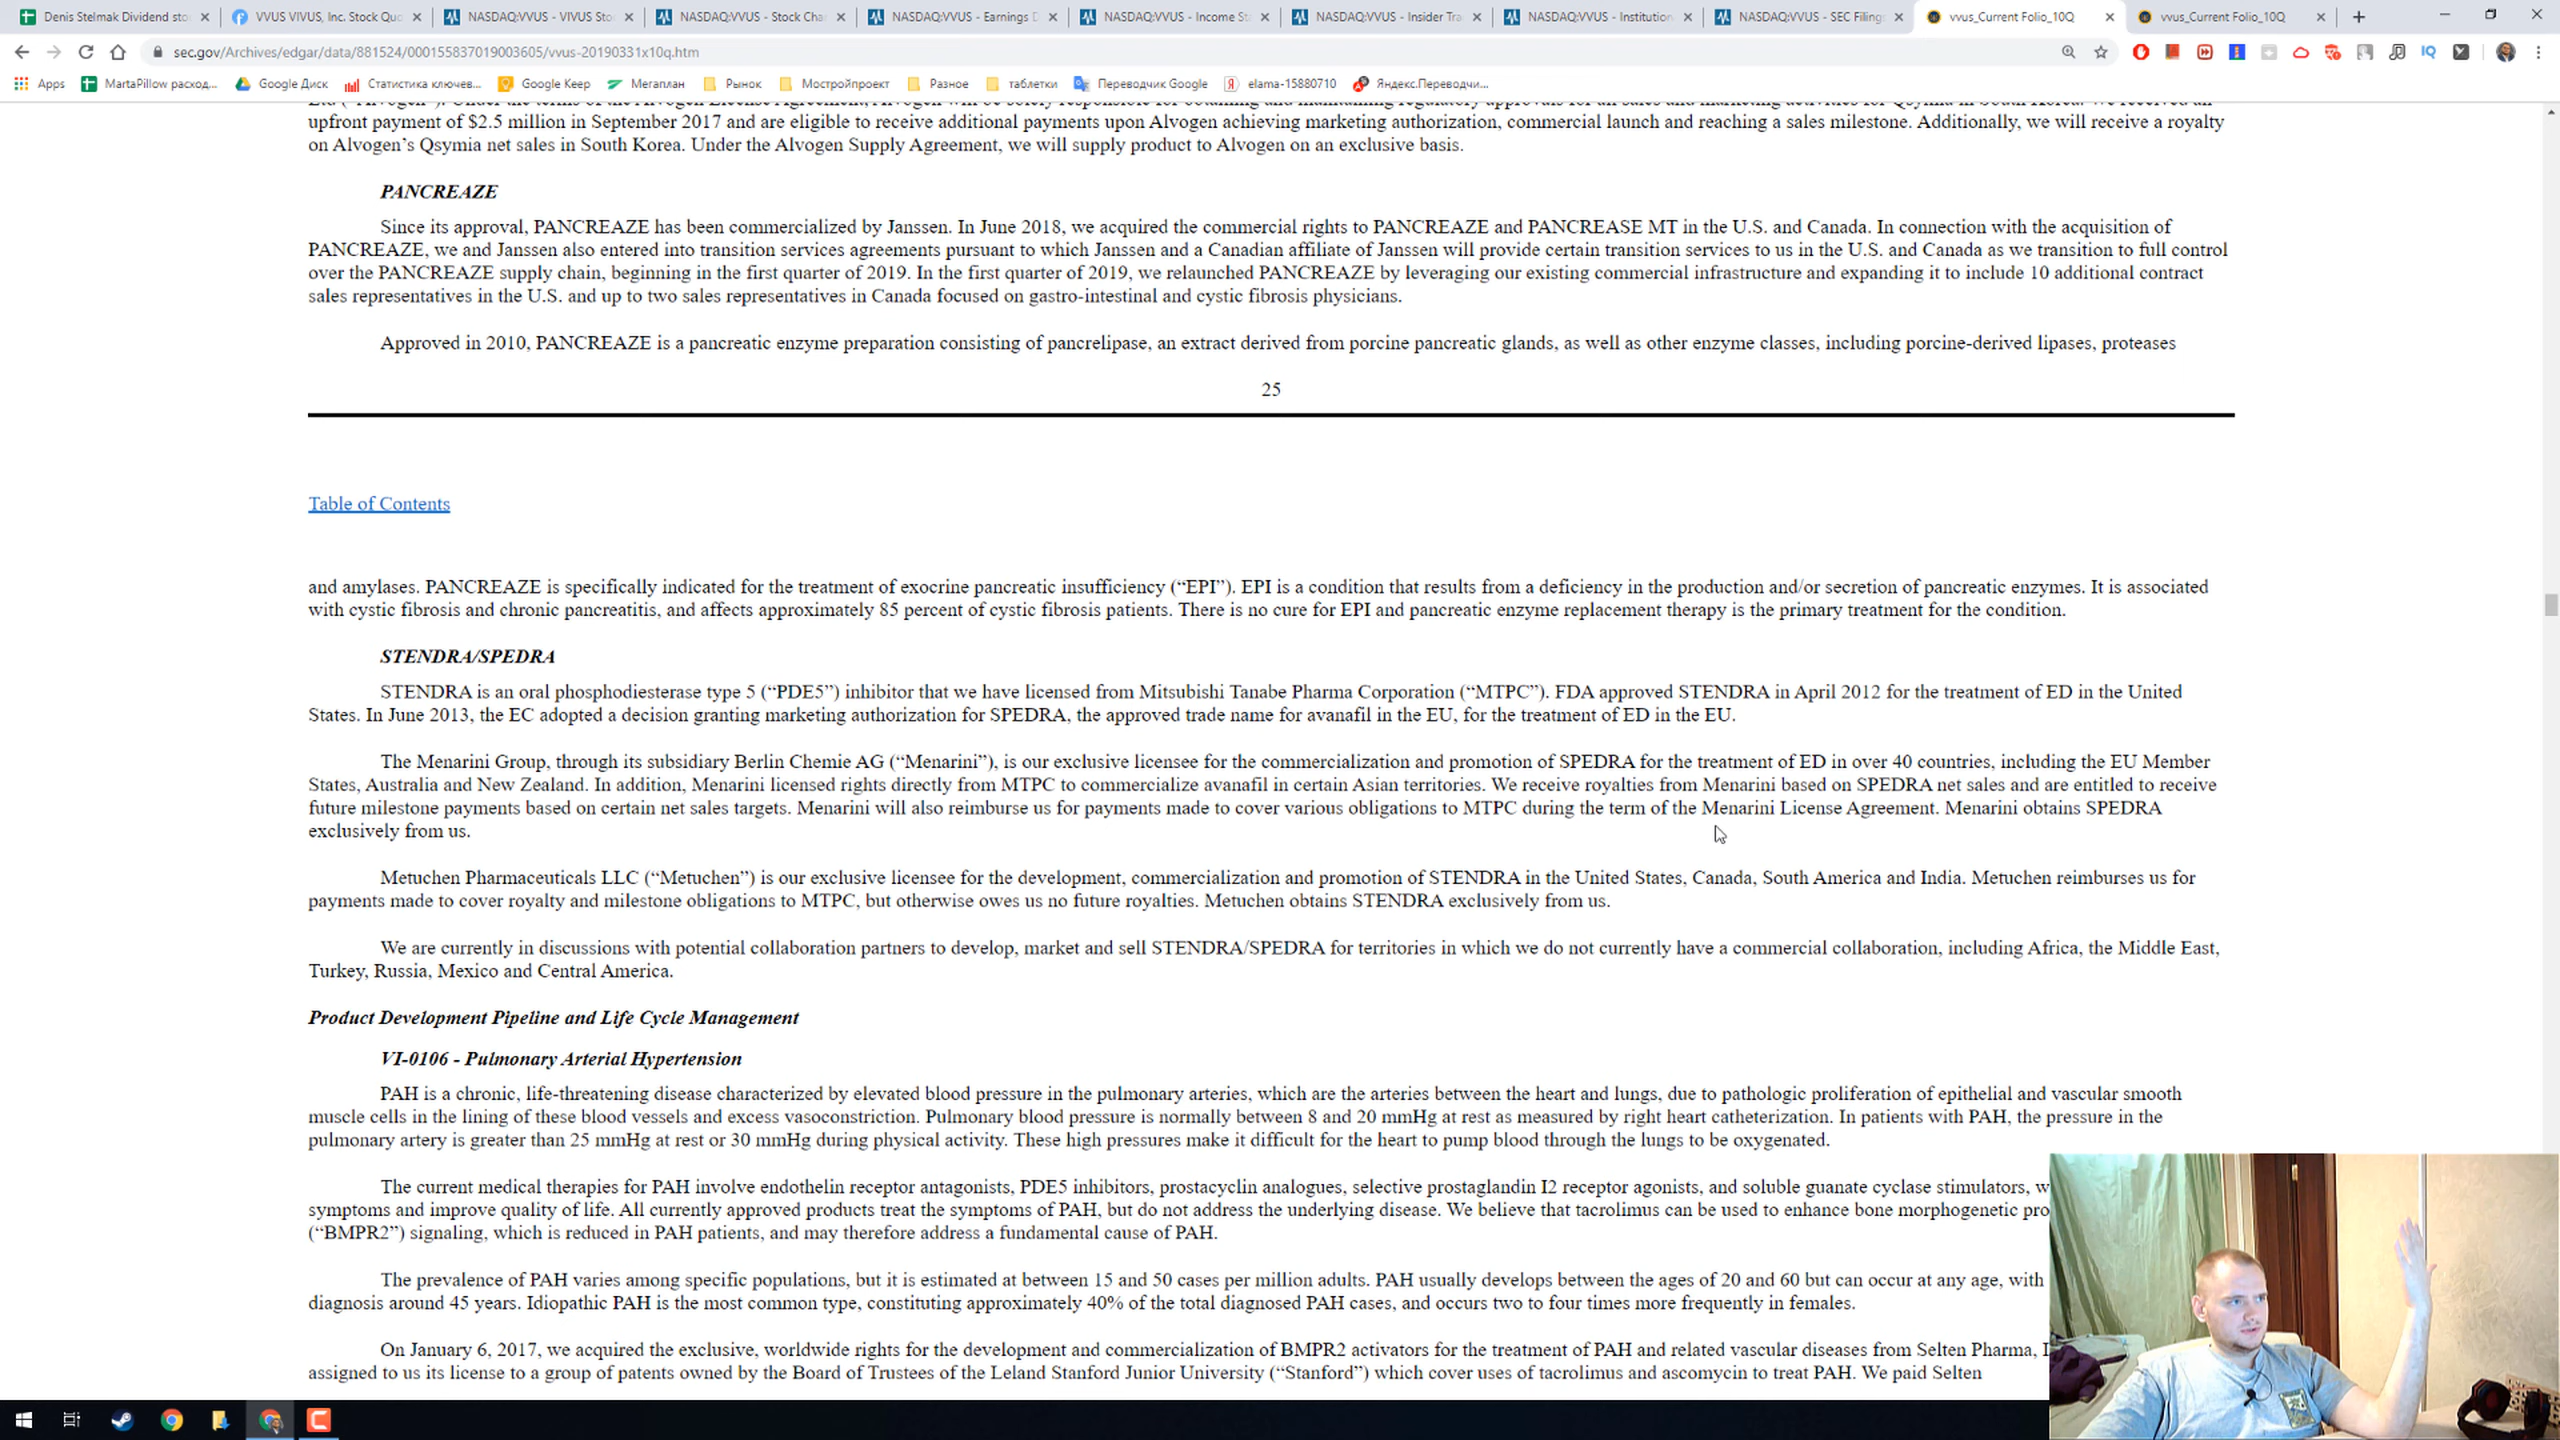 Denis Stelmak Dividend sto
VVUS VIVUS, Inc. Stock Quo
NASDAQ:VVUS - VIVUS Sto
NASDAQ:VVUS - Stock Cha
NASDAQ:VVUS - Earnings D
NASDAQ:VVUS - Income St
NASDAQ:VVUS - Insider Tra
NASDAQ:VVUS - Institution
NASDAQ:VVUS - SEC Filing
vvus_Current Folio_10Q
vvus_Current Folio_10Q
sec.gov/Archives/edgar/data/881524/000155837019003605/vvus-20190331x10q.htm
Apps
MartaPillow расход...
Google Диск
Статистика ключев...
Google Keep
Мегаплан
Рынок
Мостройпроект
Разное
таблетки
Переводчик Google
elama-15880710
Яндекс.Переводчи...
upfront payment of $2.5 million in September 2017 and are eligible to receive additional payments upon Alvogen achieving marketing authorization, commercial launch and reaching a sales milestone. Additionally, we will receive a royalty
on Alvogen’s Qsymia net sales in South Korea. Under the Alvogen Supply Agreement, we will supply product to Alvogen on an exclusive basis.
PANCREAZE
Since its approval, PANCREAZE has been commercialized by Janssen. In June 2018, we acquired the commercial rights to PANCREAZE and PANCREASE MT in the U.S. and Canada. In connection with the acquisition of
PANCREAZE, we and Janssen also entered into transition services agreements pursuant to which Janssen and a Canadian affiliate of Janssen will provide certain transition services to us in the U.S. and Canada as we transition to full control
over the PANCREAZE supply chain, beginning in the first quarter of 2019. In the first quarter of 2019, we relaunched PANCREAZE by leveraging our existing commercial infrastructure and expanding it to include 10 additional contract
sales representatives in the U.S. and up to two sales representatives in Canada focused on gastro-intestinal and cystic fibrosis physicians.
Approved in 2010, PANCREAZE is a pancreatic enzyme preparation consisting of pancrelipase, an extract derived from porcine pancreatic glands, as well as other enzyme classes, including porcine-derived lipases, proteases
25
Table of Contents
and amylases. PANCREAZE is specifically indicated for the treatment of exocrine pancreatic insufficiency (“EPI”). EPI is a condition that results from a deficiency in the production and/or secretion of pancreatic enzymes. It is associated
with cystic fibrosis and chronic pancreatitis, and affects approximately 85 percent of cystic fibrosis patients. There is no cure for EPI and pancreatic enzyme replacement therapy is the primary treatment for the condition.
STENDRA/SPEDRA
STENDRA is an oral phosphodiesterase type 5 (“PDE5”) inhibitor that we have licensed from Mitsubishi Tanabe Pharma Corporation (“MTPC”). FDA approved STENDRA in April 2012 for the treatment of ED in the United
States. In June 2013, the EC adopted a decision granting marketing authorization for SPEDRA, the approved trade name for avanafil in the EU, for the treatment of ED in the EU.
The Menarini Group, through its subsidiary Berlin Chemie AG (“Menarini”), is our exclusive licensee for the commercialization and promotion of SPEDRA for the treatment of ED in over 40 countries, including the EU Member
States, Australia and New Zealand. In addition, Menarini licensed rights directly from MTPC to commercialize avanafil in certain Asian territories. We receive royalties from Menarini based on SPEDRA net sales and are entitled to receive
future milestone payments based on certain net sales targets. Menarini will also reimburse us for payments made to cover various obligations to MTPC during the term of the Menarini License Agreement. Menarini obtains SPEDRA
exclusively from us.
Metuchen Pharmaceuticals LLC (“Metuchen”) is our exclusive licensee for the development, commercialization and promotion of STENDRA in the United States, Canada, South America and India. Metuchen reimburses us for
payments made to cover royalty and milestone obligations to MTPC, but otherwise owes us no future royalties. Metuchen obtains STENDRA exclusively from us.
We are currently in discussions with potential collaboration partners to develop, market and sell STENDRA/SPEDRA for territories in which we do not currently have a commercial collaboration, including Africa, the Middle East,
Turkey, Russia, Mexico and Central America.
Product Development Pipeline and Life Cycle Management
VI-0106 - Pulmonary Arterial Hypertension
PAH is a chronic, life-threatening disease characterized by elevated blood pressure in the pulmonary arteries, which are the arteries between the heart and lungs, due to pathologic proliferation of epithelial and vascular smooth
muscle cells in the lining of these blood vessels and excess vasoconstriction. Pulmonary blood pressure is normally between 8 and 20 mmHg at rest as measured by right heart catheterization. In patients with PAH, the pressure in the
pulmonary artery is greater than 25 mmHg at rest or 30 mmHg during physical activity. These high pressures make it difficult for the heart to pump blood through the lungs to be oxygenated.
The current medical therapies for PAH involve endothelin receptor antagonists, PDE5 inhibitors, prostacyclin analogues, selective prostaglandin I2 receptor agonists, and soluble guanate cyclase stimulators, w
symptoms and improve quality of life. All currently approved products treat the symptoms of PAH, but do not address the underlying disease. We believe that tacrolimus can be used to enhance bone morphogenetic pro
(“BMPR2”) signaling, which is reduced in PAH patients, and may therefore address a fundamental cause of PAH.
The prevalence of PAH varies among specific populations, but it is estimated at between 15 and 50 cases per million adults. PAH usually develops between the ages of 20 and 60 but can occur at any age, with
diagnosis around 45 years. Idiopathic PAH is the most common type, constituting approximately 40% of the total diagnosed PAH cases, and occurs two to four times more frequently in females.
On January 6, 2017, we acquired the exclusive, worldwide rights for the development and commercialization of BMPR2 activators for the treatment of PAH and related vascular diseases from Selten Pharma, I
assigned to us its license to a group of patents owned by the Board of Trustees of the Leland Stanford Junior University (“Stanford”) which cover uses of tacrolimus and ascomycin to treat PAH. We paid Selten